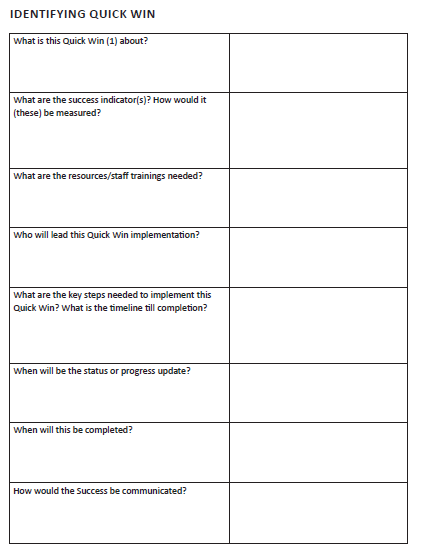 IDENTIFYING QUICK WIN
What is this Quick Win (1) about?
What are the success indicator(s)? How would it
(these) be measured?
What are the resources/staff trainings needed?
Who will lead this Quick Win implementation?
What are the key steps needed to implement this
Quick Win? What is the timeline till completion?
When will be the status or progress update?
When will this be completed?
How would the Success be communicated?